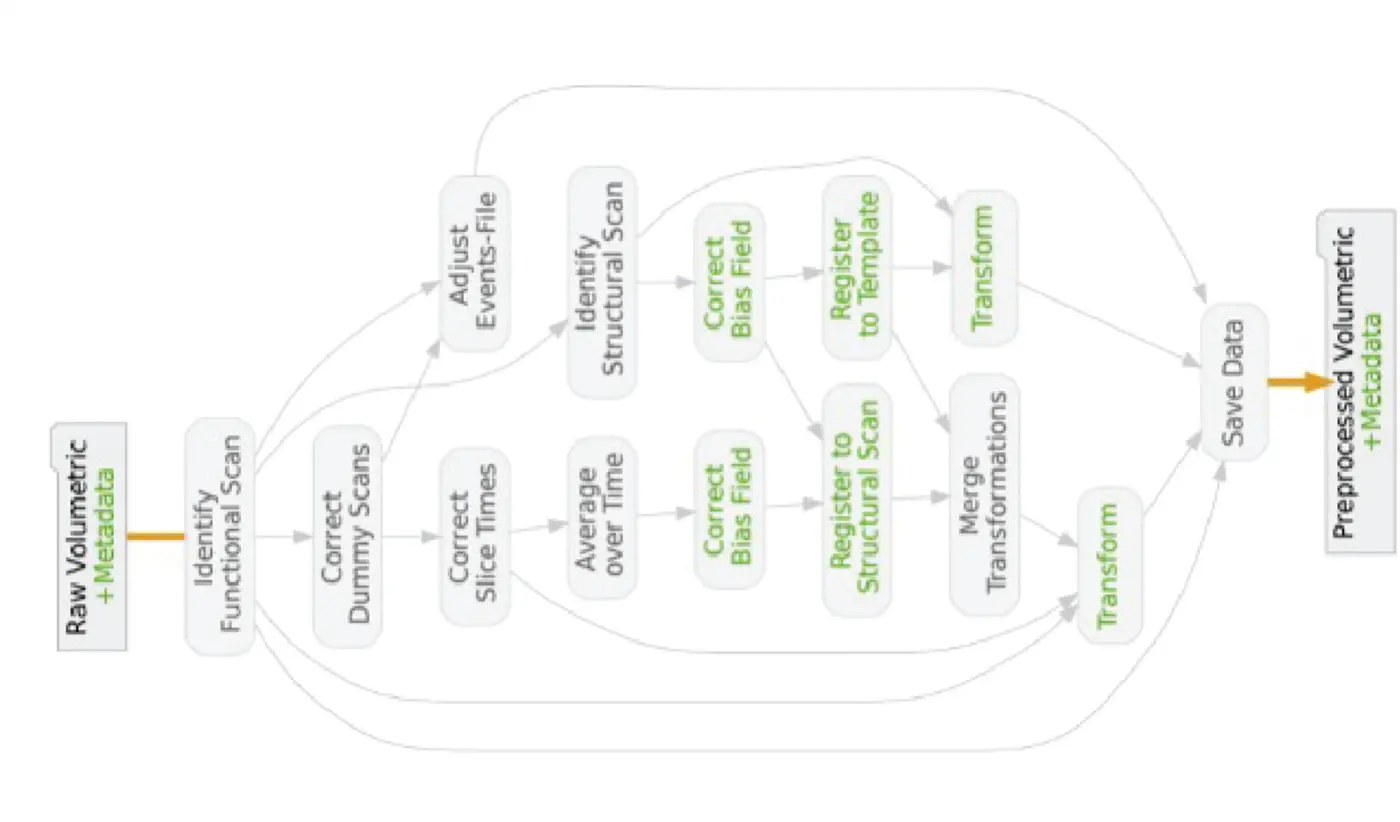 Raw Volumetric
+ Metadata
Identify
Functional Scan
Correct
Dummy Scans
Adjust
Events-File
Correct
Slice Times
Identify
Structural Scan
Average
over Time
Correct
Bias Field
Correct
Bias Field
Register
to Template
Register to
Structural Scan
Transform
Merge
Transformations
Transform
Save Data
Preprocessed Volumetric
+Metadata